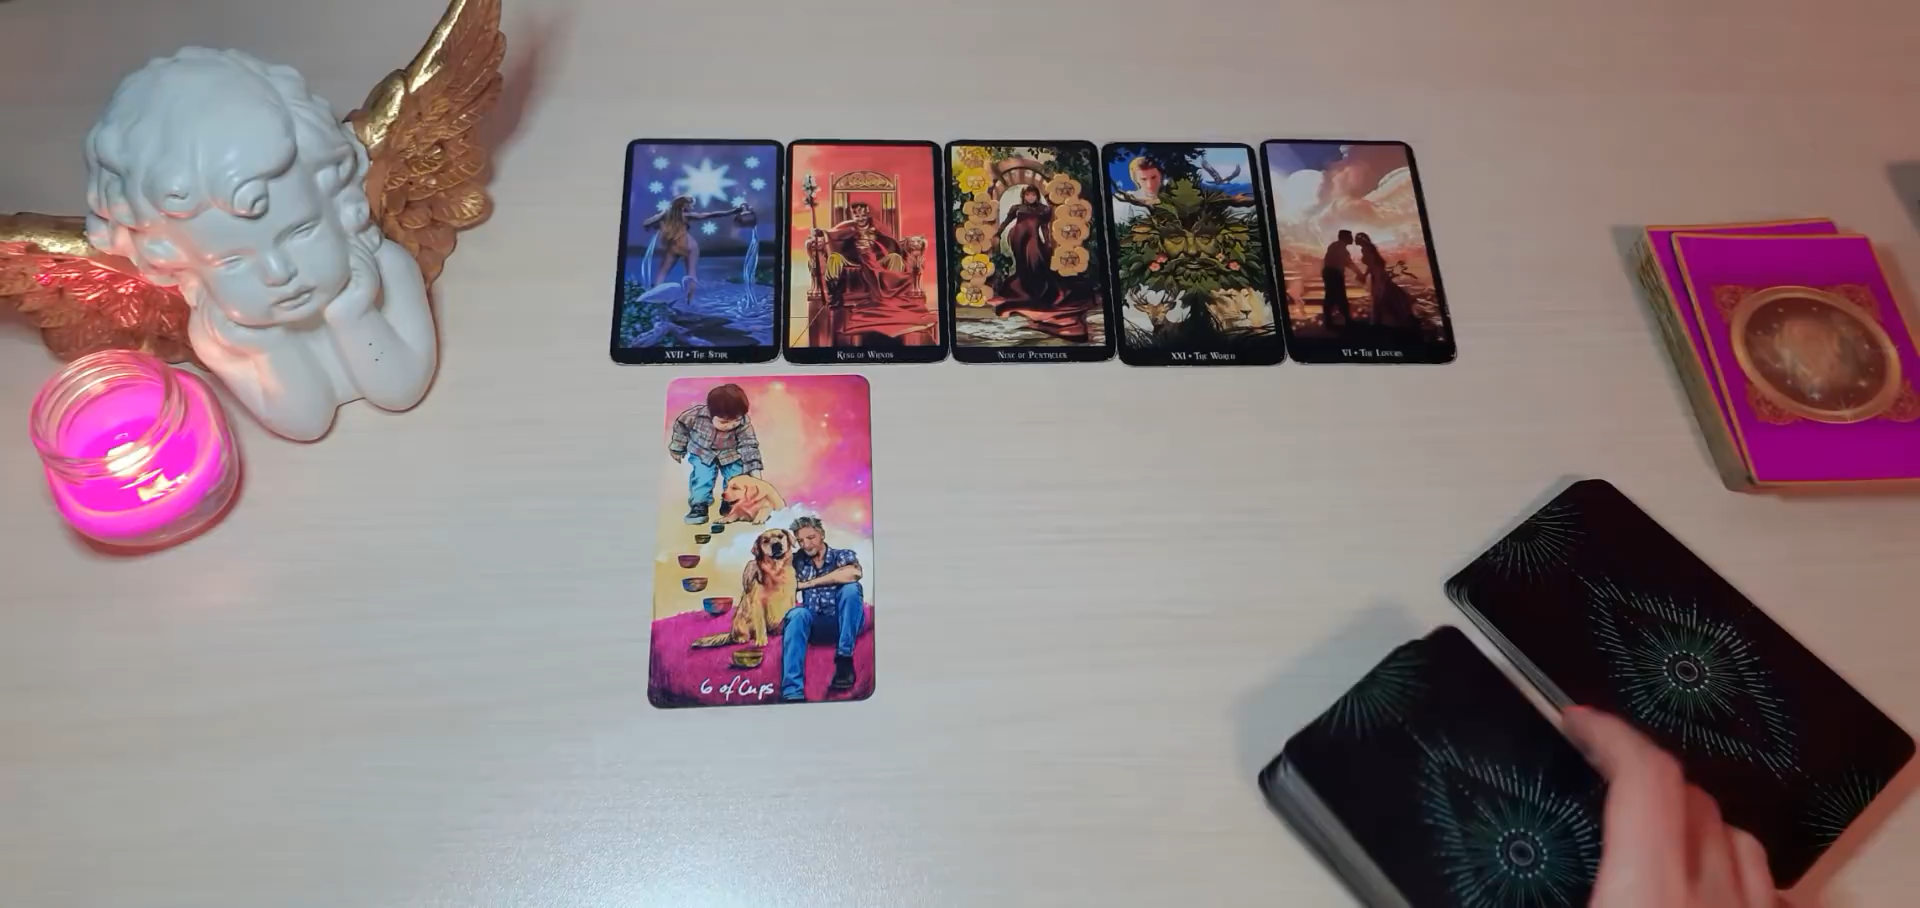 XVII • The Star
King of Wands
Nine of Pentacles
XXI • The World
VI • The Lovers
6 of Cups